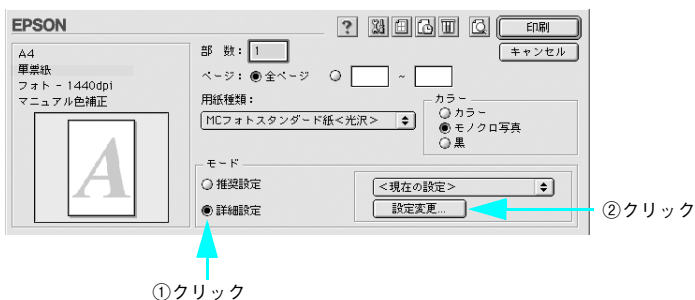 EPSON
?
印刷
キャンセル
A4
単票紙
フォト - 1440dpi
マニュアル色補正
A
部 数: 1
ページ: 全ページ ~
用紙種類:
MCフォトスタンダード紙<光沢>
カラー
カラー
モノクロ写真
黒
モード
推奨設定
詳細設定
<現在の設定>
設定変更...
②クリック
①クリック